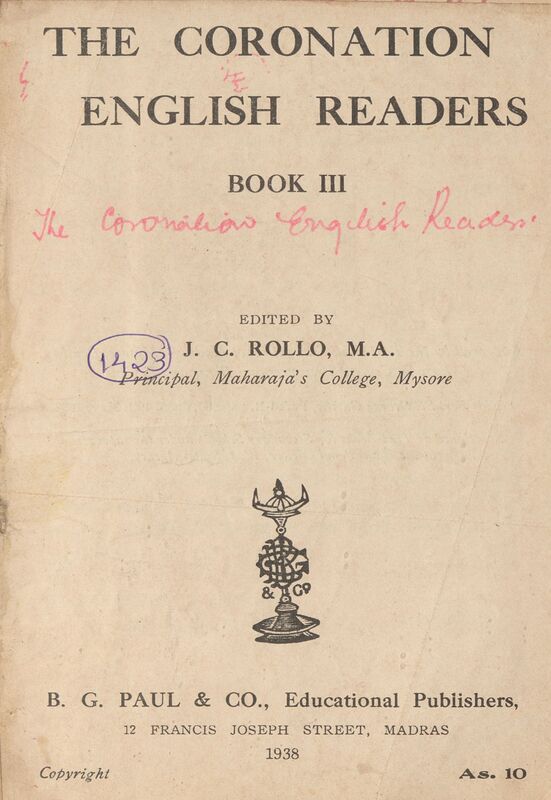 THE CORONATION
ENGLISH READERS
BOOK III
The Coronation English Readers.
EDITED BY
1423
J. C. ROLLO, M.A.
Principal, Maharaja's College, Mysore
& Co
B. G. PAUL & CO., Educational Publishers,
12 FRANCIS JOSEPH STREET, MADRAS
1938
Copyright
As. 10